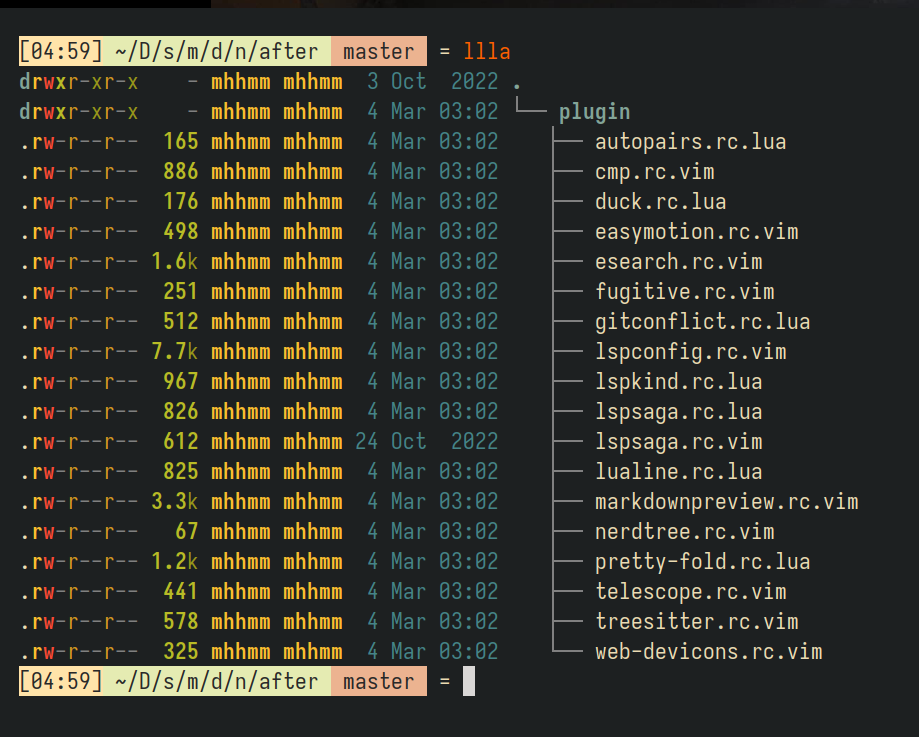 [04:59] ~/D/s/m/d/n/after master = llla
drwxr-xr-x - mhhmm mhhmm 3 Oct 2022 .
drwxr-xr-x - mhhmm mhhmm 4 Mar 03:02 └── plugin
.rw-r--r-- 165 mhhmm mhhmm 4 Mar 03:02 ├── autopairs.rc.lua
.rw-r--r-- 886 mhhmm mhhmm 4 Mar 03:02 ├── cmp.rc.vim
.rw-r--r-- 176 mhhmm mhhmm 4 Mar 03:02 ├── duck.rc.lua
.rw-r--r-- 498 mhhmm mhhmm 4 Mar 03:02 ├── easymotion.rc.vim
.rw-r--r-- 1.6k mhhmm mhhmm 4 Mar 03:02 ├── esearch.rc.vim
.rw-r--r-- 251 mhhmm mhhmm 4 Mar 03:02 ├── fugitive.rc.vim
.rw-r--r-- 512 mhhmm mhhmm 4 Mar 03:02 ├── gitconflict.rc.lua
.rw-r--r-- 7.7k mhhmm mhhmm 4 Mar 03:02 ├── lspconfig.rc.vim
.rw-r--r-- 967 mhhmm mhhmm 4 Mar 03:02 ├── lspkind.rc.lua
.rw-r--r-- 826 mhhmm mhhmm 4 Mar 03:02 ├── lspsaga.rc.lua
.rw-r--r-- 612 mhhmm mhhmm 24 Oct 2022 ├── lspsaga.rc.vim
.rw-r--r-- 825 mhhmm mhhmm 4 Mar 03:02 ├── lualine.rc.lua
.rw-r--r-- 3.3k mhhmm mhhmm 4 Mar 03:02 ├── markdownpreview.rc.vim
.rw-r--r-- 67 mhhmm mhhmm 4 Mar 03:02 ├── nerdtree.rc.vim
.rw-r--r-- 1.2k mhhmm mhhmm 4 Mar 03:02 ├── pretty-fold.rc.lua
.rw-r--r-- 441 mhhmm mhhmm 4 Mar 03:02 ├── telescope.rc.vim
.rw-r--r-- 578 mhhmm mhhmm 4 Mar 03:02 ├── treesitter.rc.vim
.rw-r--r-- 325 mhhmm mhhmm 4 Mar 03:02 └── web-devicons.rc.vim
[04:59] ~/D/s/m/d/n/after master =